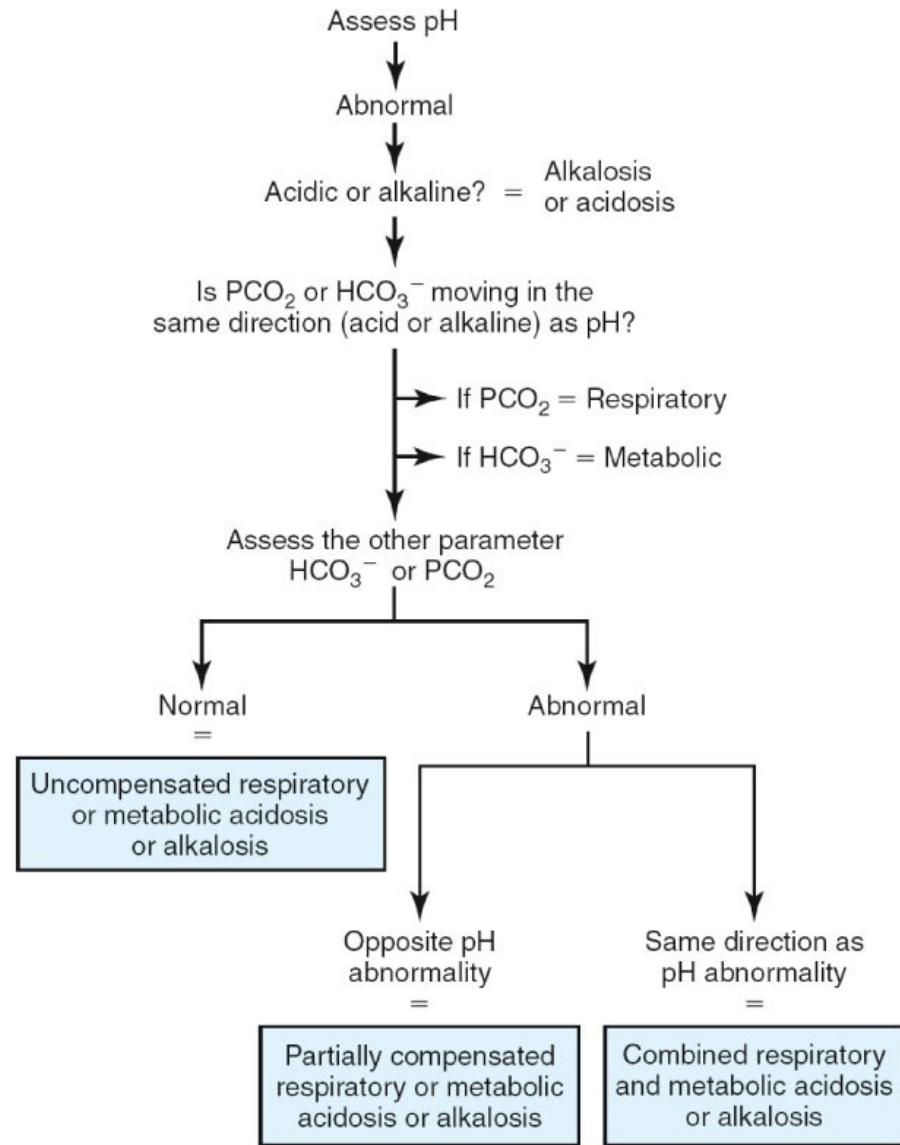 Assess pH
Abnormal
Acidic or alkaline? = Alkalosis
or acidosis
Is PCO₂ or HCO₃⁻ moving in the
same direction (acid or alkaline) as pH?
If PCO₂ = Respiratory
If HCO₃⁻ = Metabolic
Assess the other parameter
HCO₃⁻ or PCO₂
Normal
=
Uncompensated respiratory
or metabolic acidosis
or alkalosis
Abnormal
Opposite pH
abnormality
=
Partially compensated
respiratory or metabolic
acidosis or alkalosis
Same direction as
pH abnormality
=
Combined respiratory
and metabolic acidosis
or alkalosis